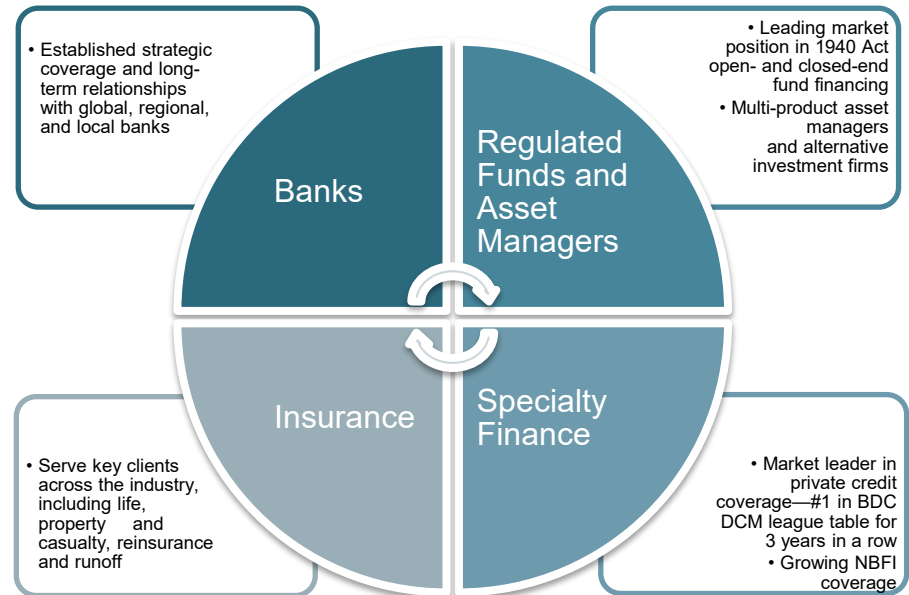 • Established strategic
coverage and long-
term relationships
with global, regional,
and local banks
• Leading market
position in 1940 Act
open- and closed-end
fund financing
• Multi-product asset
managers
and alternative
investment firms
Banks
Regulated
Funds and
Asset
Managers
Insurance
Specialty
Finance
• Serve key clients
across the industry,
including life,
property and
casualty, reinsurance
and runoff
• Market leader in
private credit
coverage—#1 in BDC
DCM league table for
3 years in a row
• Growing NBFI
coverage